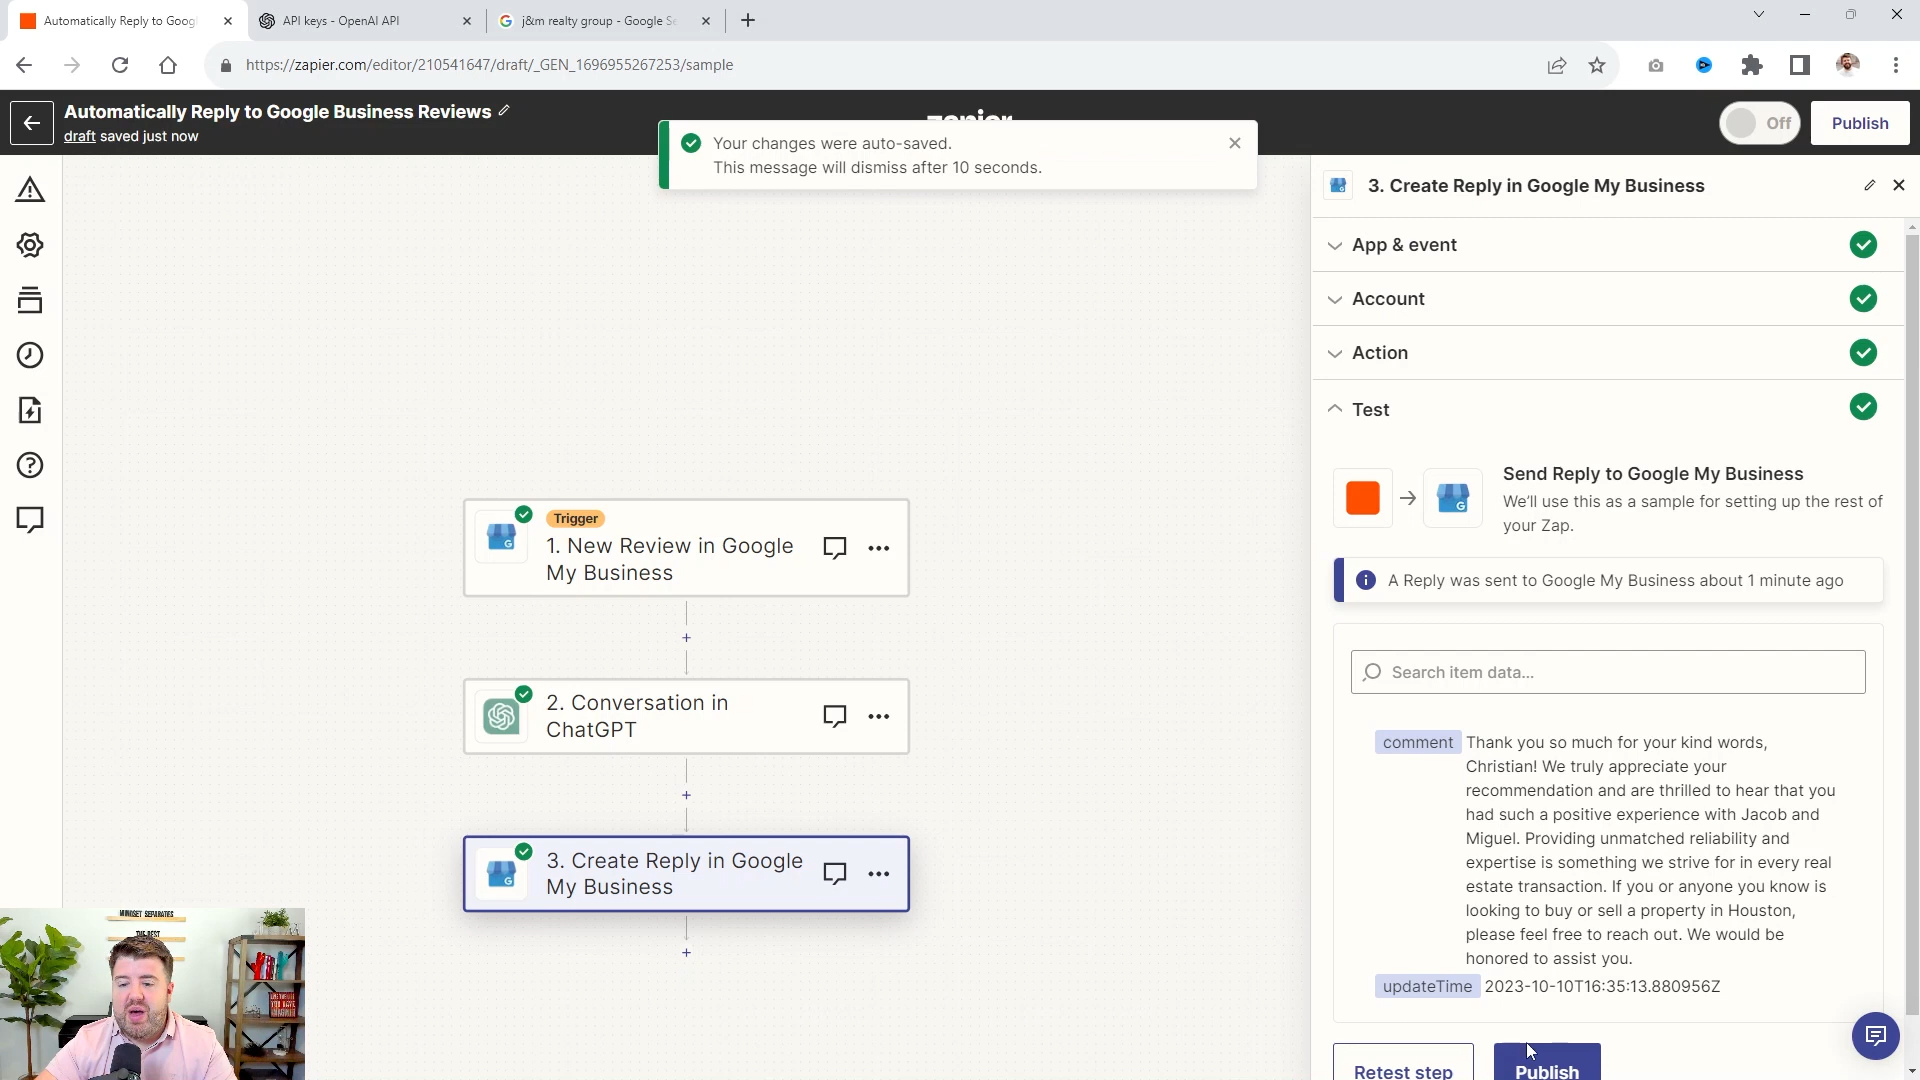 Automatically Reply to Goog
API keys - OpenAI API
j&m realty group - Google Se
https://zapier.com/editor/210541647/draft/_GEN_1696955267253/sample
Automatically Reply to Google Business Reviews
draft saved just now
zapier
Off
Publish
Your changes were auto-saved.
This message will dismiss after 10 seconds.
3. Create Reply in Google My Business
App & event
Account
Action
Test
Send Reply to Google My Business
We'll use this as a sample for setting up the rest of
your Zap.
A Reply was sent to Google My Business about 1 minute ago
Search item data...
comment Thank you so much for your kind words,
Christian! We truly appreciate your
recommendation and are thrilled to hear that you
had such a positive experience with Jacob and
Miguel. Providing unmatched reliability and
expertise is something we strive for in every real
estate transaction. If you or anyone you know is
looking to buy or sell a property in Houston,
please feel free to reach out. We would be
honored to assist you.
updateTime 2023-10-10T16:35:13.880956Z
Retest step
Publish
Trigger
1. New Review in Google
My Business
2. Conversation in
ChatGPT
3. Create Reply in Google
My Business
MINDSET SEPARATES
THE BEST